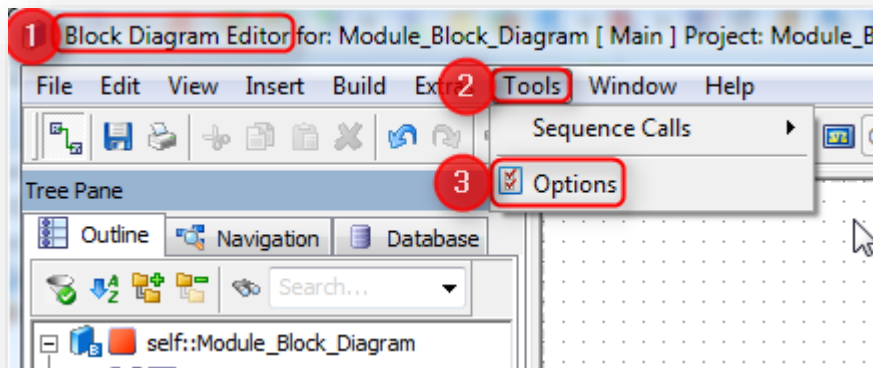 1 Block Diagram Editor for: Module_Block_Diagram [ Main ] Project: Module_B
File Edit View Insert Build Extra 2 Tools Window Help
Sequence Calls
3 Options
Tree Pane
Outline Navigation Database
Search...
self::Module_Block_Diagram